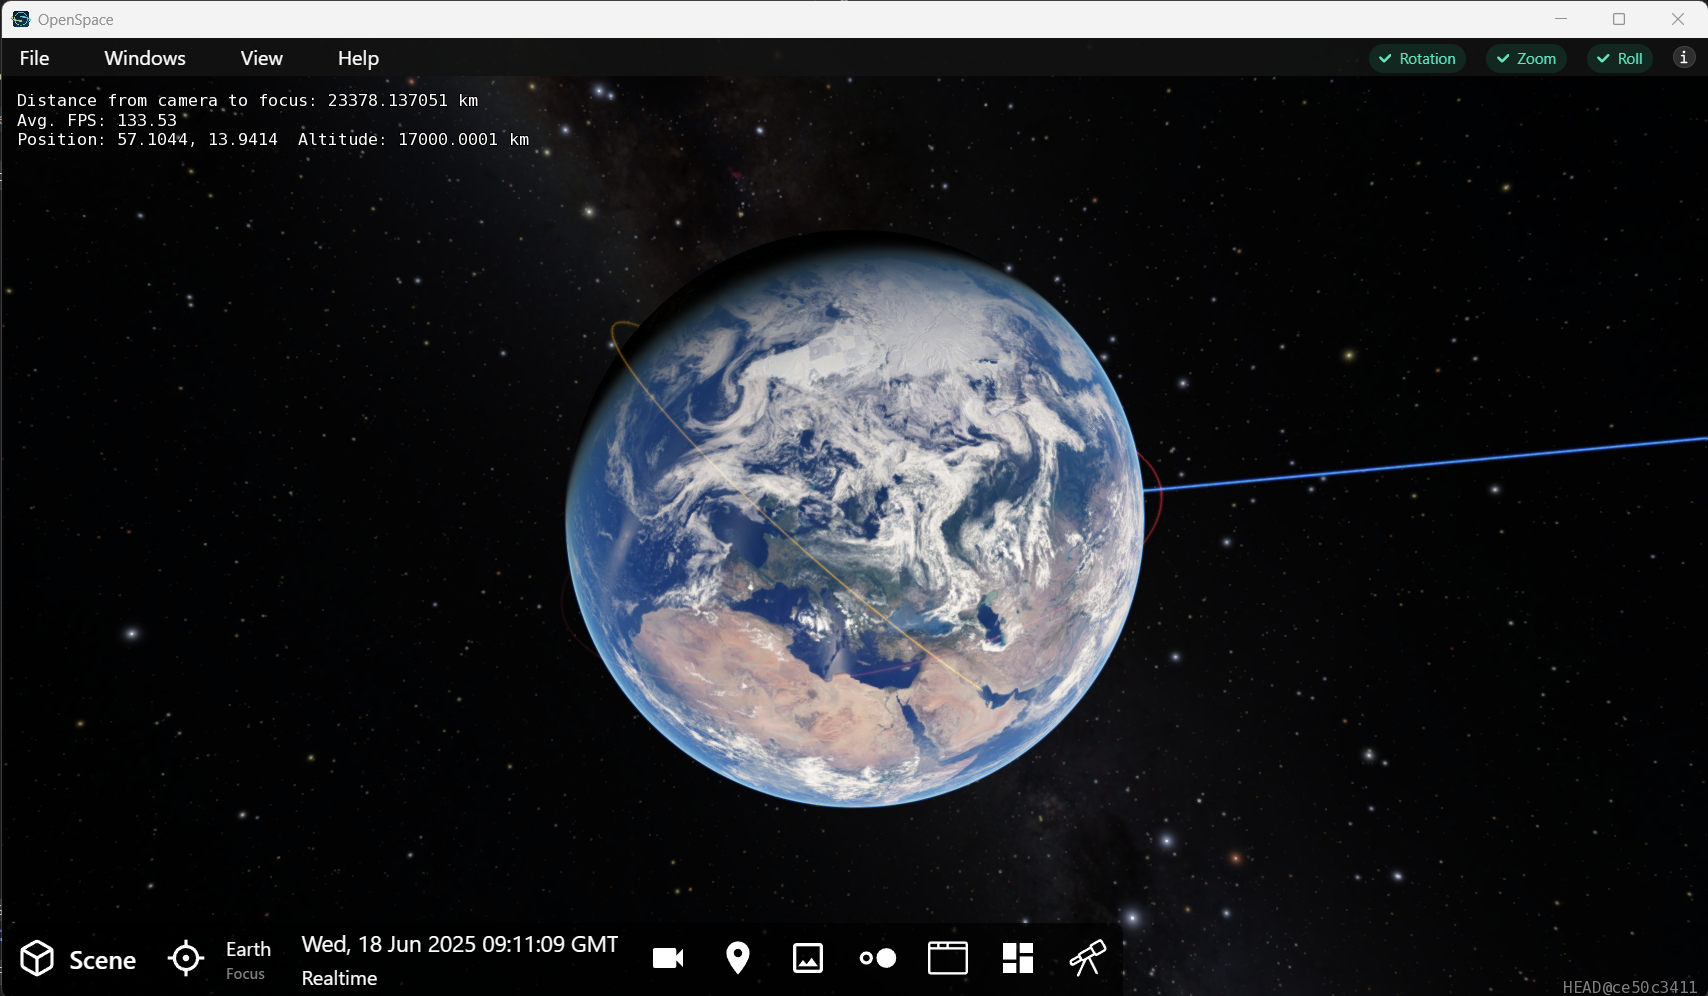 OpenSpace
File Windows View Help Rotation Zoom Roll i
Distance from camera to focus: 23378.137051 km
Avg. FPS: 133.53
Position: 57.1044, 13.9414  Altitude: 17000.0001 km
Scene
Earth
Focus
Wed, 18 Jun 2025 09:11:09 GMT
Realtime
HEAD@ce50c3411